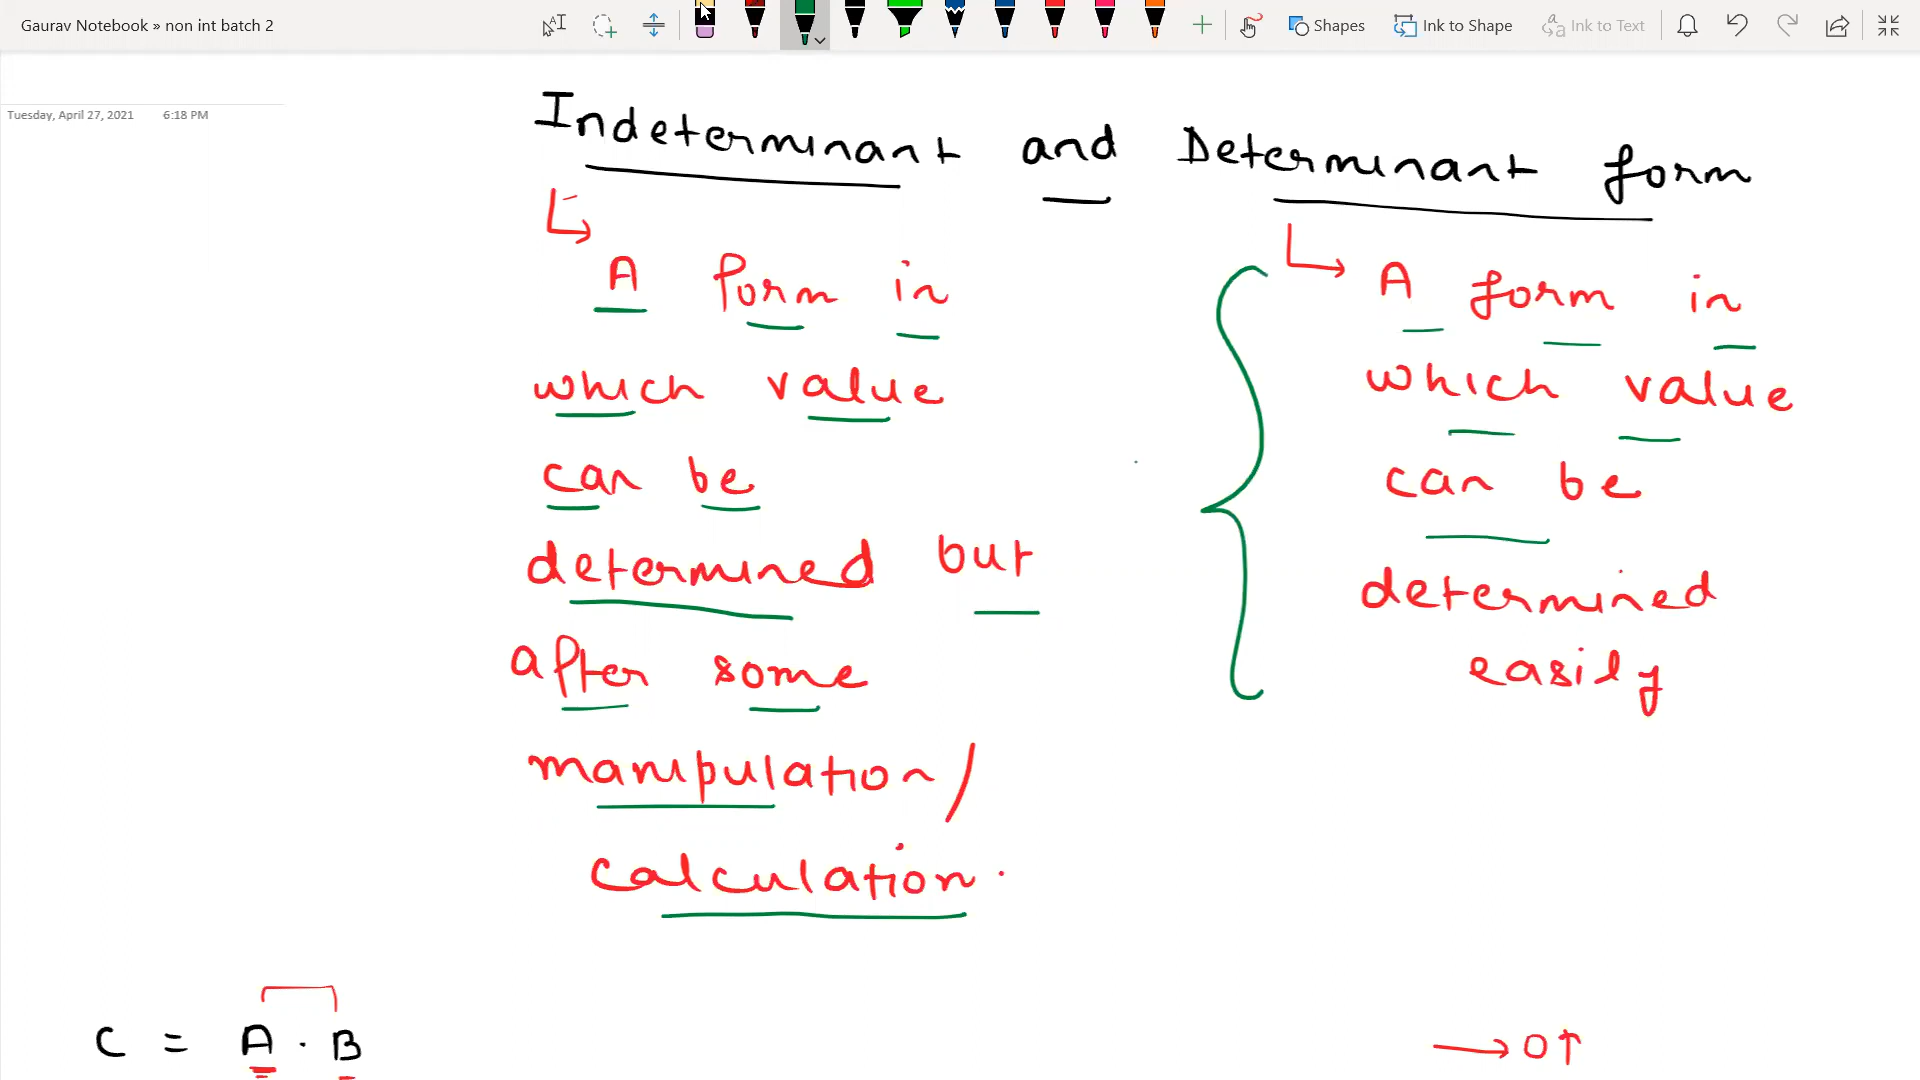 Gaurav Notebook » non int batch 2
Shapes
Ink to Shape
Ink to Text
Tuesday, April 27, 2021 6:18 PM
Indeterminant and Determinant form
A form in
which value
can be
determined but
after some
manipulation/
calculation.
A form in
which value
can be
determined
easily
C = A . B
→ 0↑